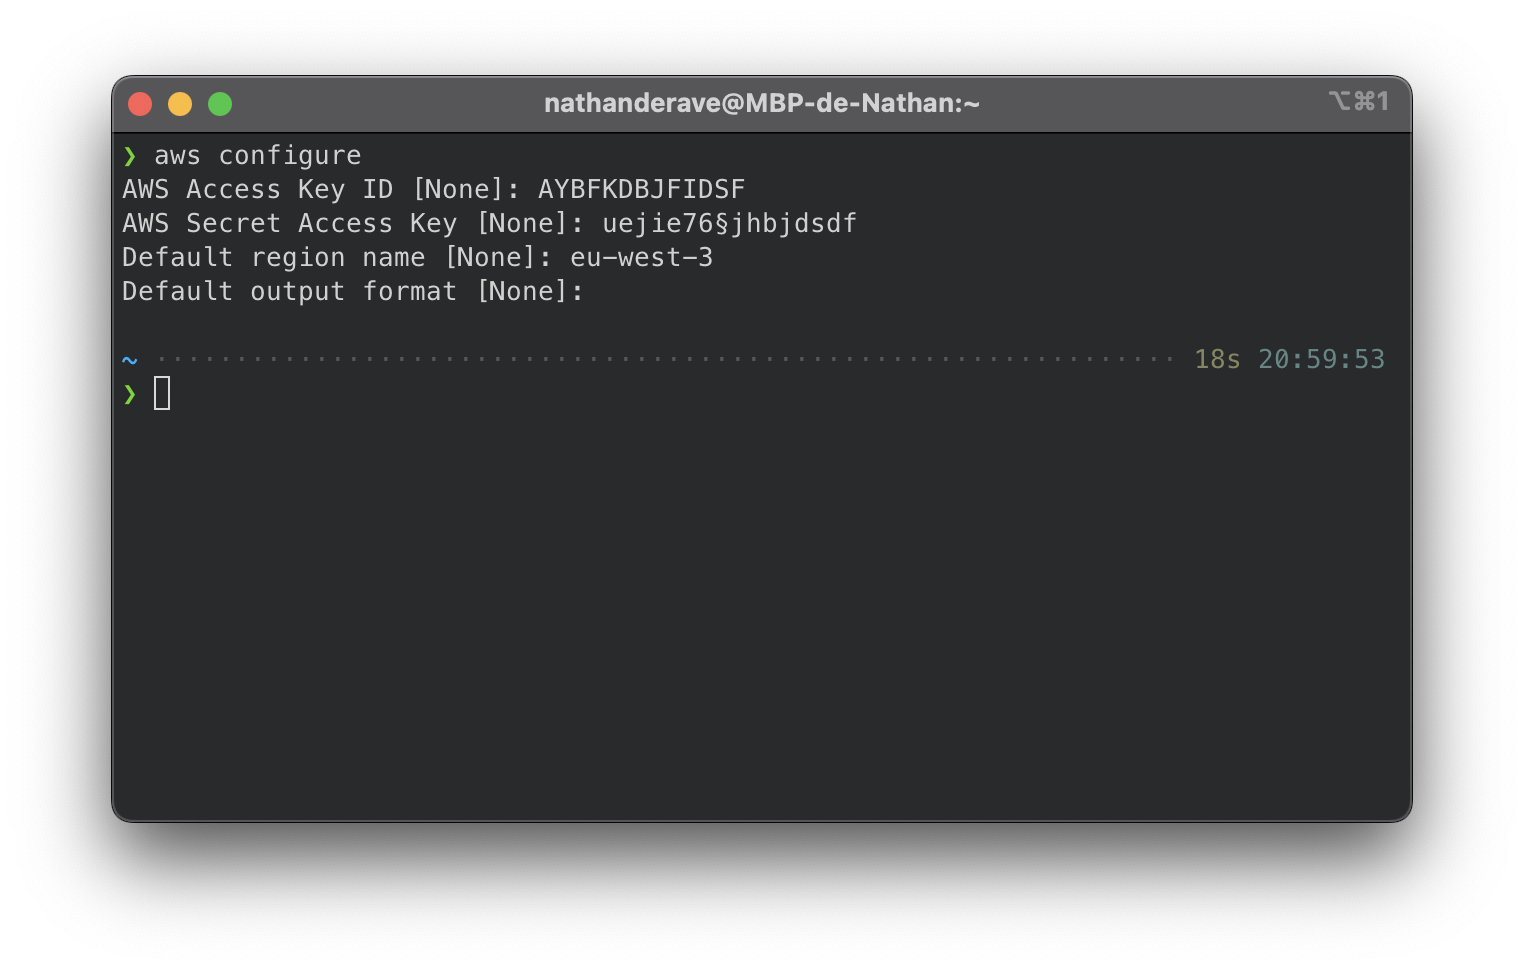 nathanderave@MBP-de-Nathan:~ ⌥⌘1
❯ aws configure
AWS Access Key ID [None]: AYBFKDBJFIDSF
AWS Secret Access Key [None]: uejie76§jhbjdsdf
Default region name [None]: eu-west-3
Default output format [None]:
~ ································································ 18s 20:59:53
❯